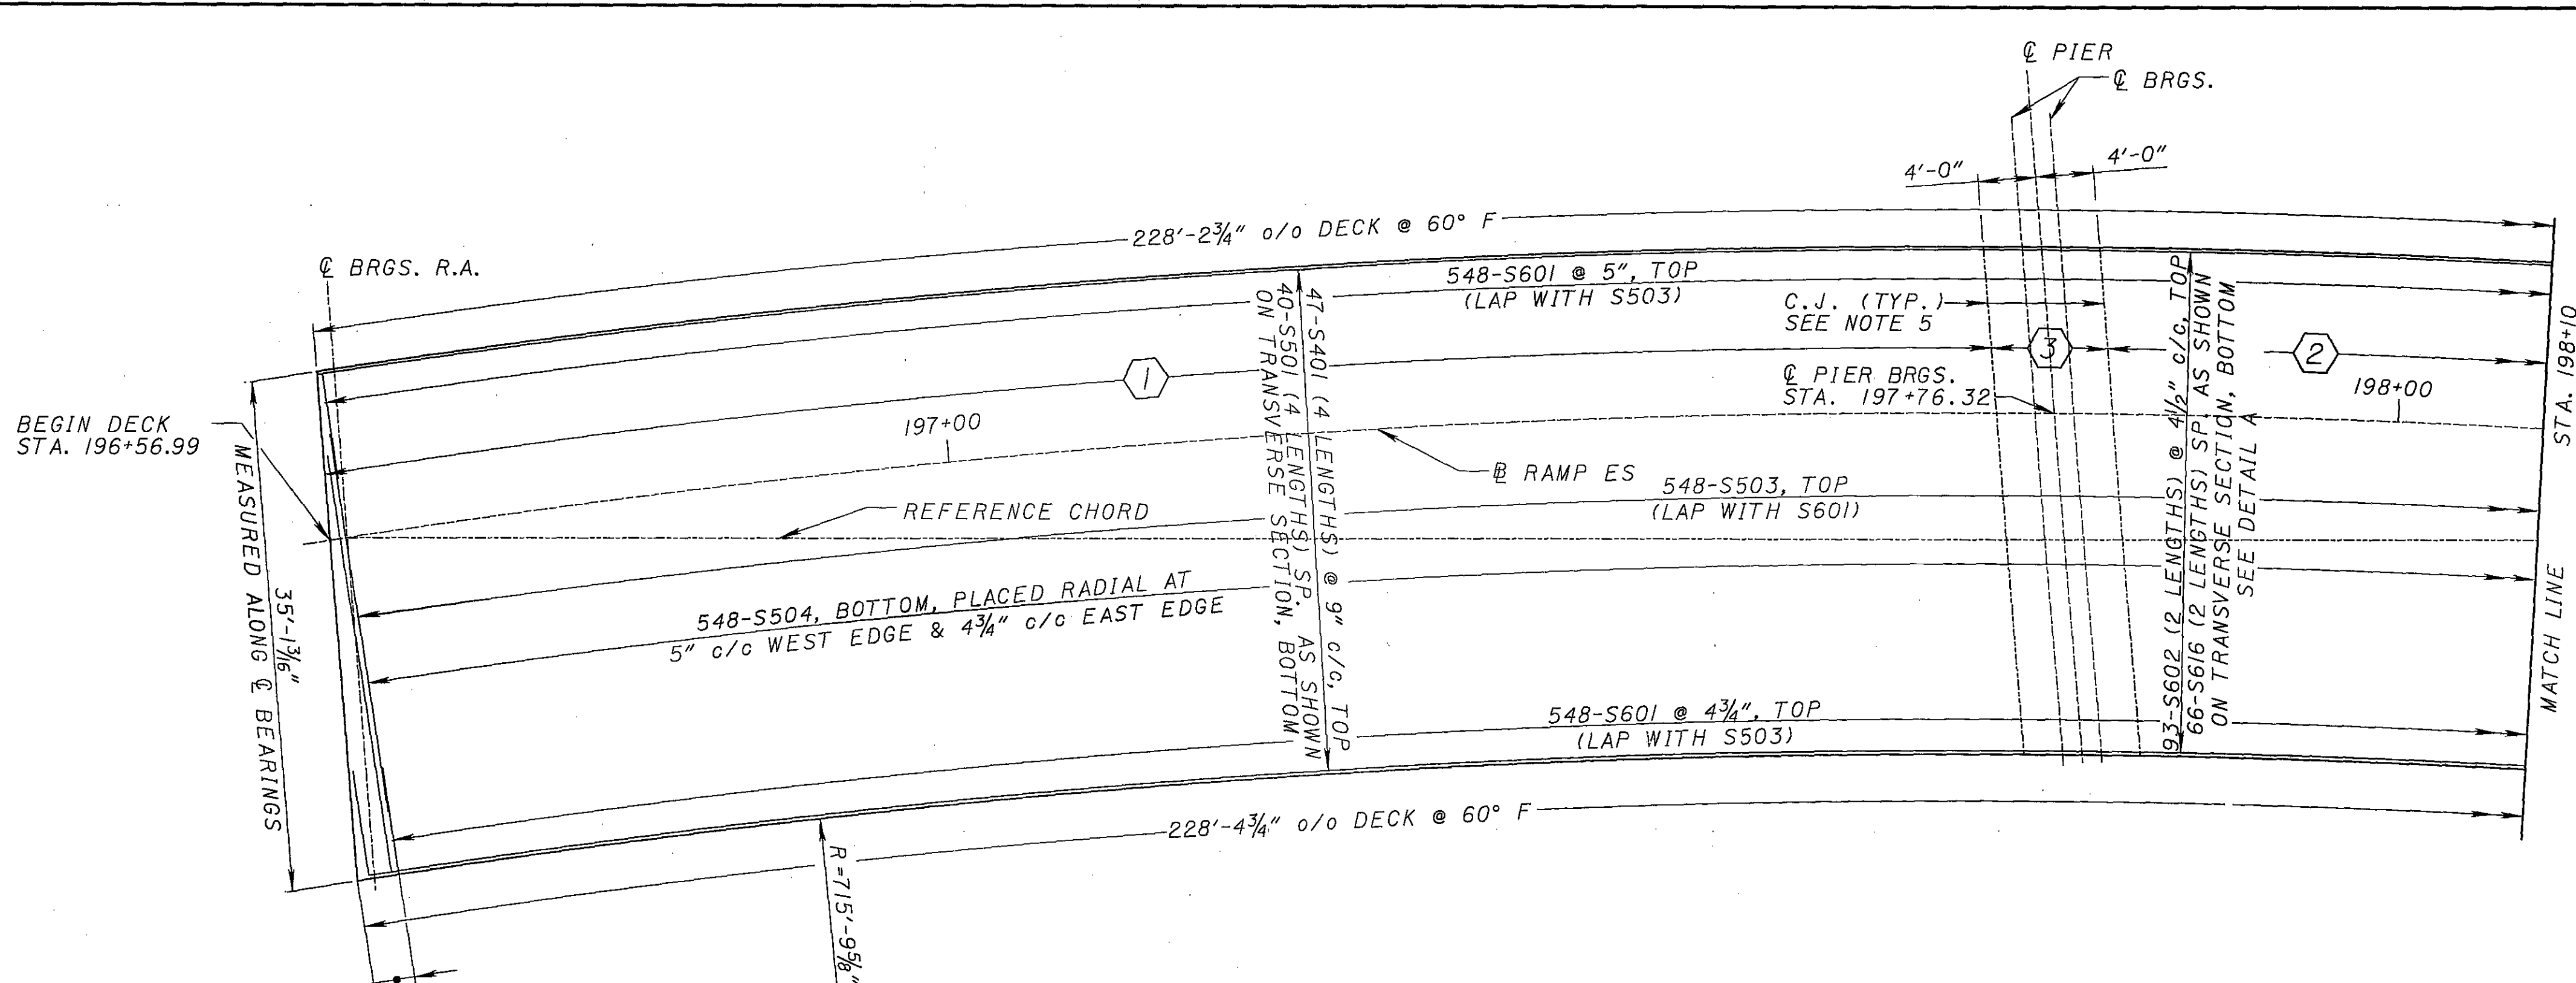 ℄ PIER
℄ BRGS.
4'-0"
4'-0"
228'-2¾" o/o DECK @ 60° F
℄ BRGS. R.A.
548-S601 @ 5", TOP
(LAP WITH S503)
C.J. (TYP.)
SEE NOTE 5
1
3
2
℄ PIER BRGS.
STA. 197+76.32
198+00
BEGIN DECK
STA. 196+56.99
197+00
℄ RAMP ES
REFERENCE CHORD
548-S503, TOP
(LAP WITH S601)
47-S401 (4 LENGTHS) @ 9" c/c, TOP
40-S501 (4 LENGTHS) SP. AS SHOWN
ON TRANSVERSE SECTION, BOTTOM
93-S602 (2 LENGTHS) @ 4½" c/c, TOP
66-S616 (2 LENGTHS) SP. AS SHOWN
ON TRANSVERSE SECTION, BOTTOM
SEE DETAIL A
MATCH LINE STA. 198+10
35'-1 13/16"
MEASURED ALONG ℄ BEARINGS
548-S504, BOTTOM, PLACED RADIAL AT
5" c/c WEST EDGE & 4¾" c/c EAST EDGE
548-S601 @ 4¾", TOP
(LAP WITH S503)
228'-4¾" o/o DECK @ 60° F
R=715'-9⅝"